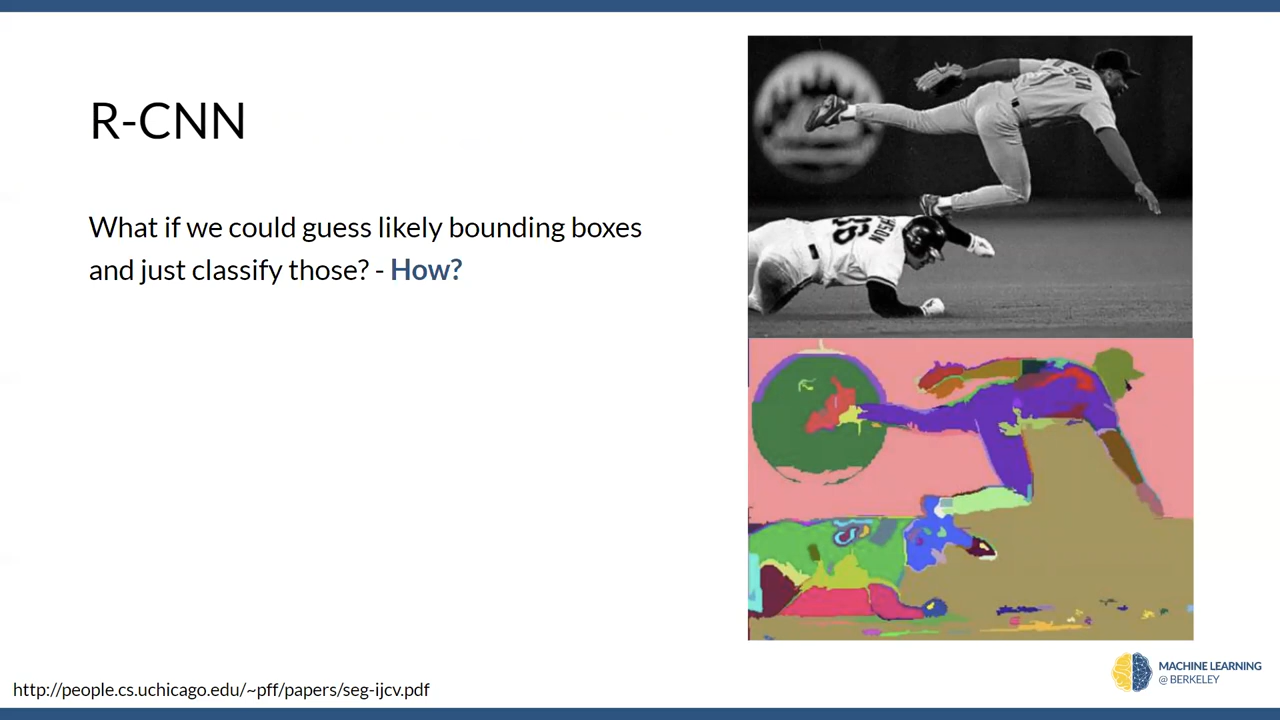 R-CNN
What if we could guess likely bounding boxes
and just classify those? - How?
http://people.cs.uchicago.edu/~pff/papers/seg-ijcv.pdf
MACHINE LEARNING
@ BERKELEY